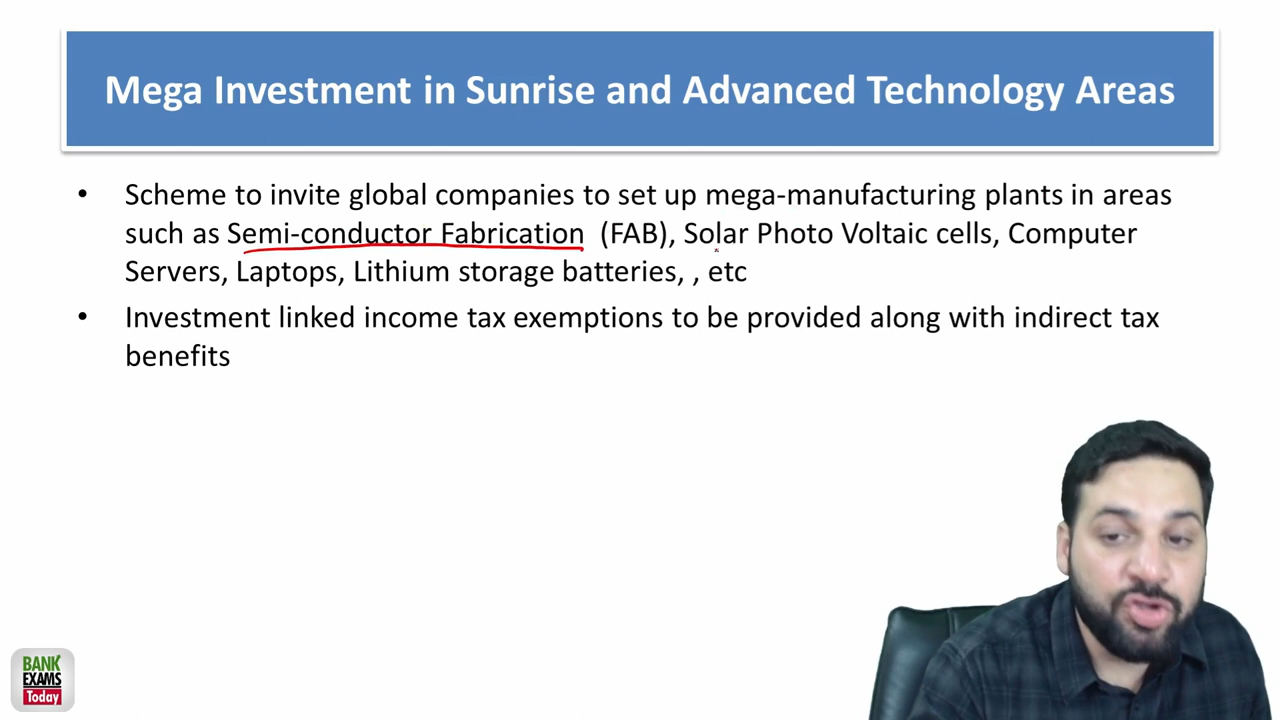 Mega Investment in Sunrise and Advanced Technology Areas
• Scheme to invite global companies to set up mega-manufacturing plants in areas
such as Semi-conductor Fabrication (FAB), Solar Photo Voltaic cells, Computer
Servers, Laptops, Lithium storage batteries, , etc
• Investment linked income tax exemptions to be provided along with indirect tax
benefits
BANK
EXAMS
Today